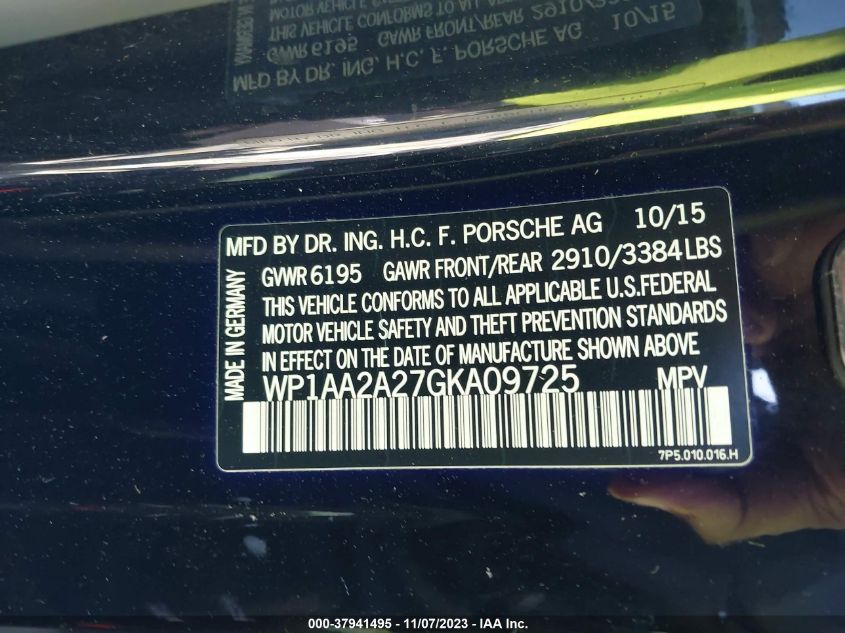 MFD BY DR. ING. H.C. F. PORSCHE AG 10/15
GVWR 6195 GAWR FRONT/REAR 2910/3384 LBS
THIS VEHICLE CONFORMS TO ALL APPLICABLE U.S.FEDERAL
MOTOR VEHICLE SAFETY AND THEFT PREVENTION STANDARDS
IN EFFECT ON THE DATE OF MANUFACTURE SHOWN ABOVE
WP1AA2A27GKA09725 MPV
MADE IN GERMANY
7P5.010.016.H
000-37941495 - 11/07/2023 - IAA Inc.